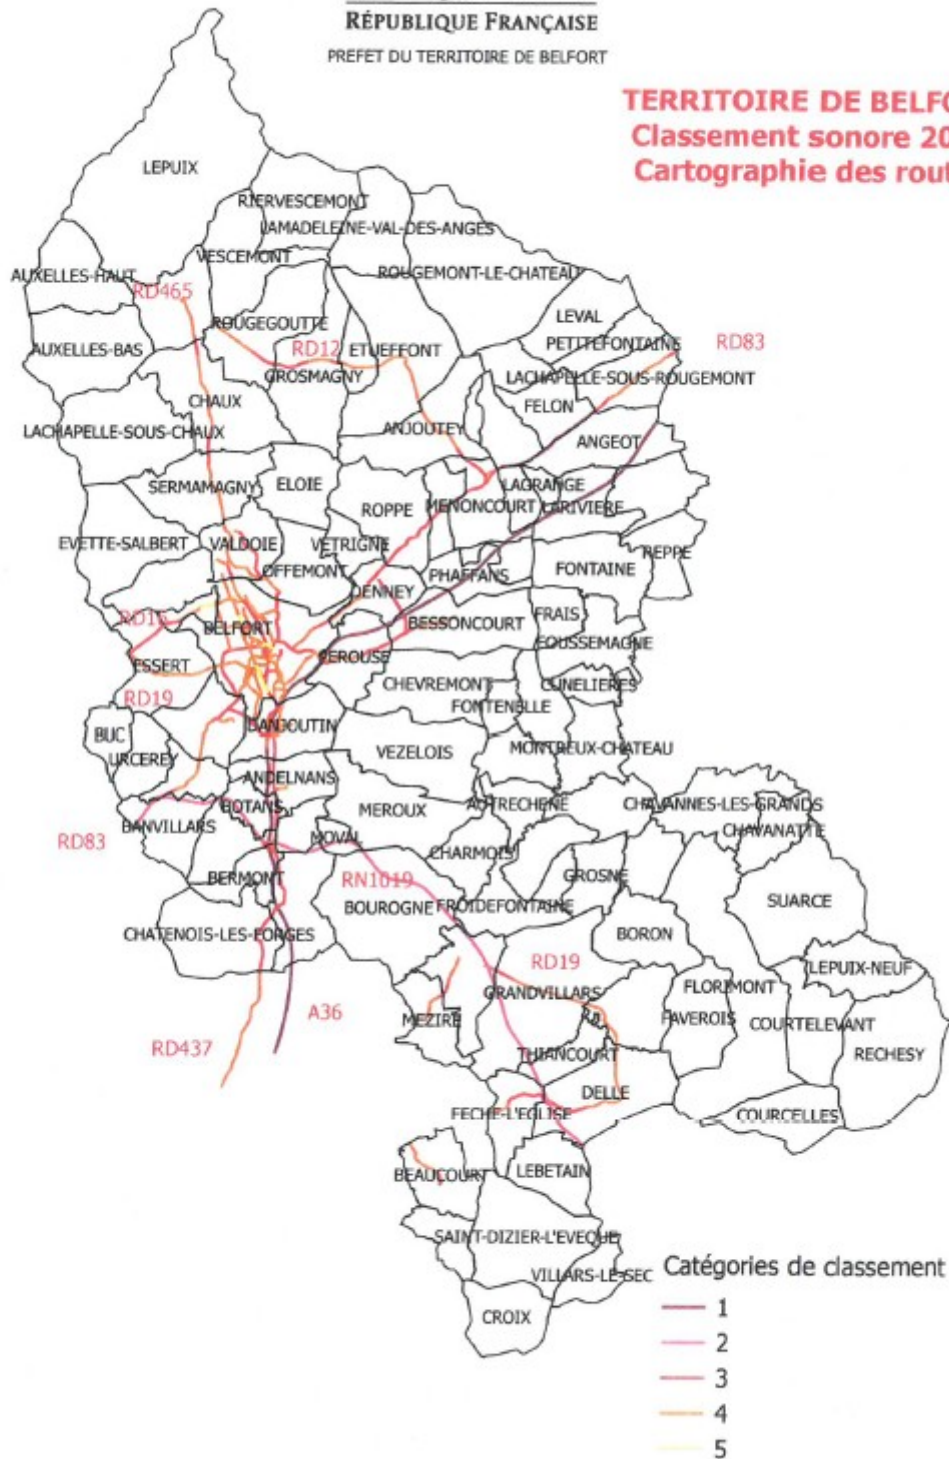 RÉPUBLIQUE FRANÇAISE
PREFET DU TERRITOIRE DE BELFORT
TERRITOIRE DE BELFO
Classement sonore 20
Cartographie des rout
LEPUIX
RIERVESCEMONT
LAMADELEINE-VAL-DES-ANGES
VESCEMONT
AUXELLES-HAUT
ROUGEMONT-LE-CHATEAU
RD465
LEVAL
ROUGEGOUTTE
PETITEFONTAINE
RD83
AUXELLES-BAS
RD12
ETUEFFONT
GROSMAGNY
LACHAPELLE-SOUS-ROUGEMONT
CHAUX
FELON
LACHAPELLE-SOUS-CHAUX
ANJOUTEY
ANGEOT
SERMAMAGNY
ELOIE
LAGRANGE
ROPPE
MENONCOURT
LARIVIERE
EVETTE-SALBERT
VALDOIE
VETRIGNE
REPPE
OFFEMONT
PHAFFANS
FONTAINE
DENNEY
RD16
BELFORT
BESSONCOURT
FRAIS
FOUSSEMAGNE
ESSERT
PEROUSE
CHEVREMONT
CUNELIERES
RD19
FONTENELLE
BUC
DANJOUTIN
URCEREY
VEZELOIS
MONTREUX-CHATEAU
ANDELNANS
BOTANS
MEROUX
AUTRECHENE
CHAVANNES-LES-GRANDS
BANVILLARS
CHAVANATTE
RD83
MOVAL
CHARMOIS
BERMONT
RN1019
GROSNE
SUARCE
BOUROGNE
FROIDEFONTAINE
CHATENOIS-LES-FORGES
BORON
RD19
LEPUIX-NEUF
GRANDVILLARS
FLORIMONT
A36
MEZIRE
FAVEROIS
COURTELEVANT
RD437
THIANCOURT
RECHESY
DELLE
FECHE-L'EGLISE
COURCELLES
BEAUCOURT
LEBETAIN
SAINT-DIZIER-L'EVEQUE
VILLARS-LE-SEC
CROIX
Catégories de classement
1
2
3
4
5